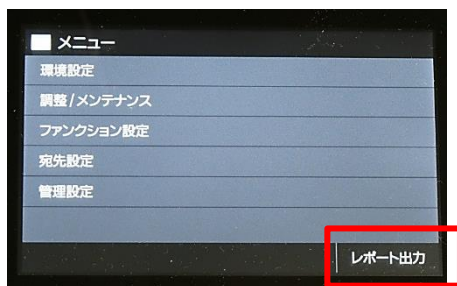 メニュー
環境設定
調整/メンテナンス
ファンクション設定
宛先設定
管理設定
レポート出力